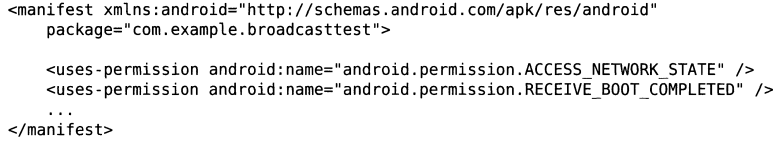 <manifest xmlns:android="http://schemas.android.com/apk/res/android"
    package="com.example.broadcasttest">
    <uses-permission android:name="android.permission.ACCESS_NETWORK_STATE" />
    <uses-permission android:name="android.permission.RECEIVE_BOOT_COMPLETED" />
    ...
</manifest>